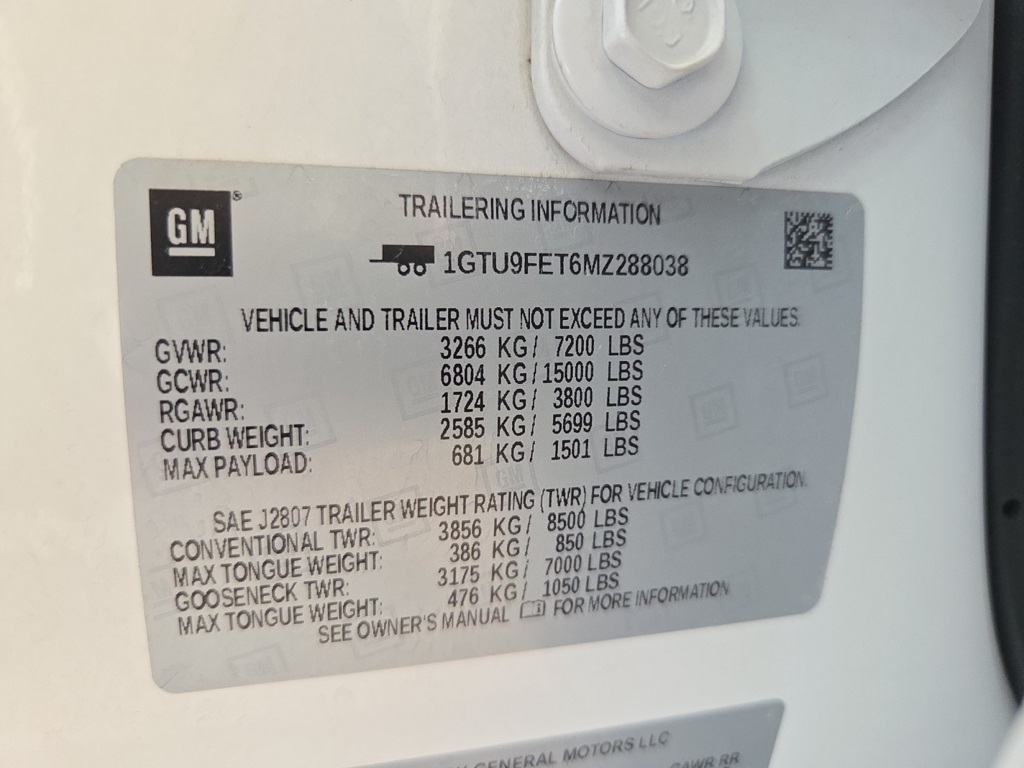 GM®
TRAILERING INFORMATION
1GTU9FET6MZ288038
VEHICLE AND TRAILER MUST NOT EXCEED ANY OF THESE VALUES.
GVWR: 3266 KG/ 7200 LBS
GCWR: 6804 KG/15000 LBS
RGAWR: 1724 KG/ 3800 LBS
CURB WEIGHT: 2585 KG/ 5699 LBS
MAX PAYLOAD: 681 KG/ 1501 LBS
SAE J2807 TRAILER WEIGHT RATING (TWR) FOR VEHICLE CONFIGURATION.
CONVENTIONAL TWR: 3856 KG/ 8500 LBS
MAX TONGUE WEIGHT: 386 KG/ 850 LBS
GOOSENECK TWR: 3175 KG/ 7000 LBS
MAX TONGUE WEIGHT: 476 KG/ 1050 LBS
SEE OWNER'S MANUAL FOR MORE INFORMATION
GENERAL MOTORS LLC
GAWR RR